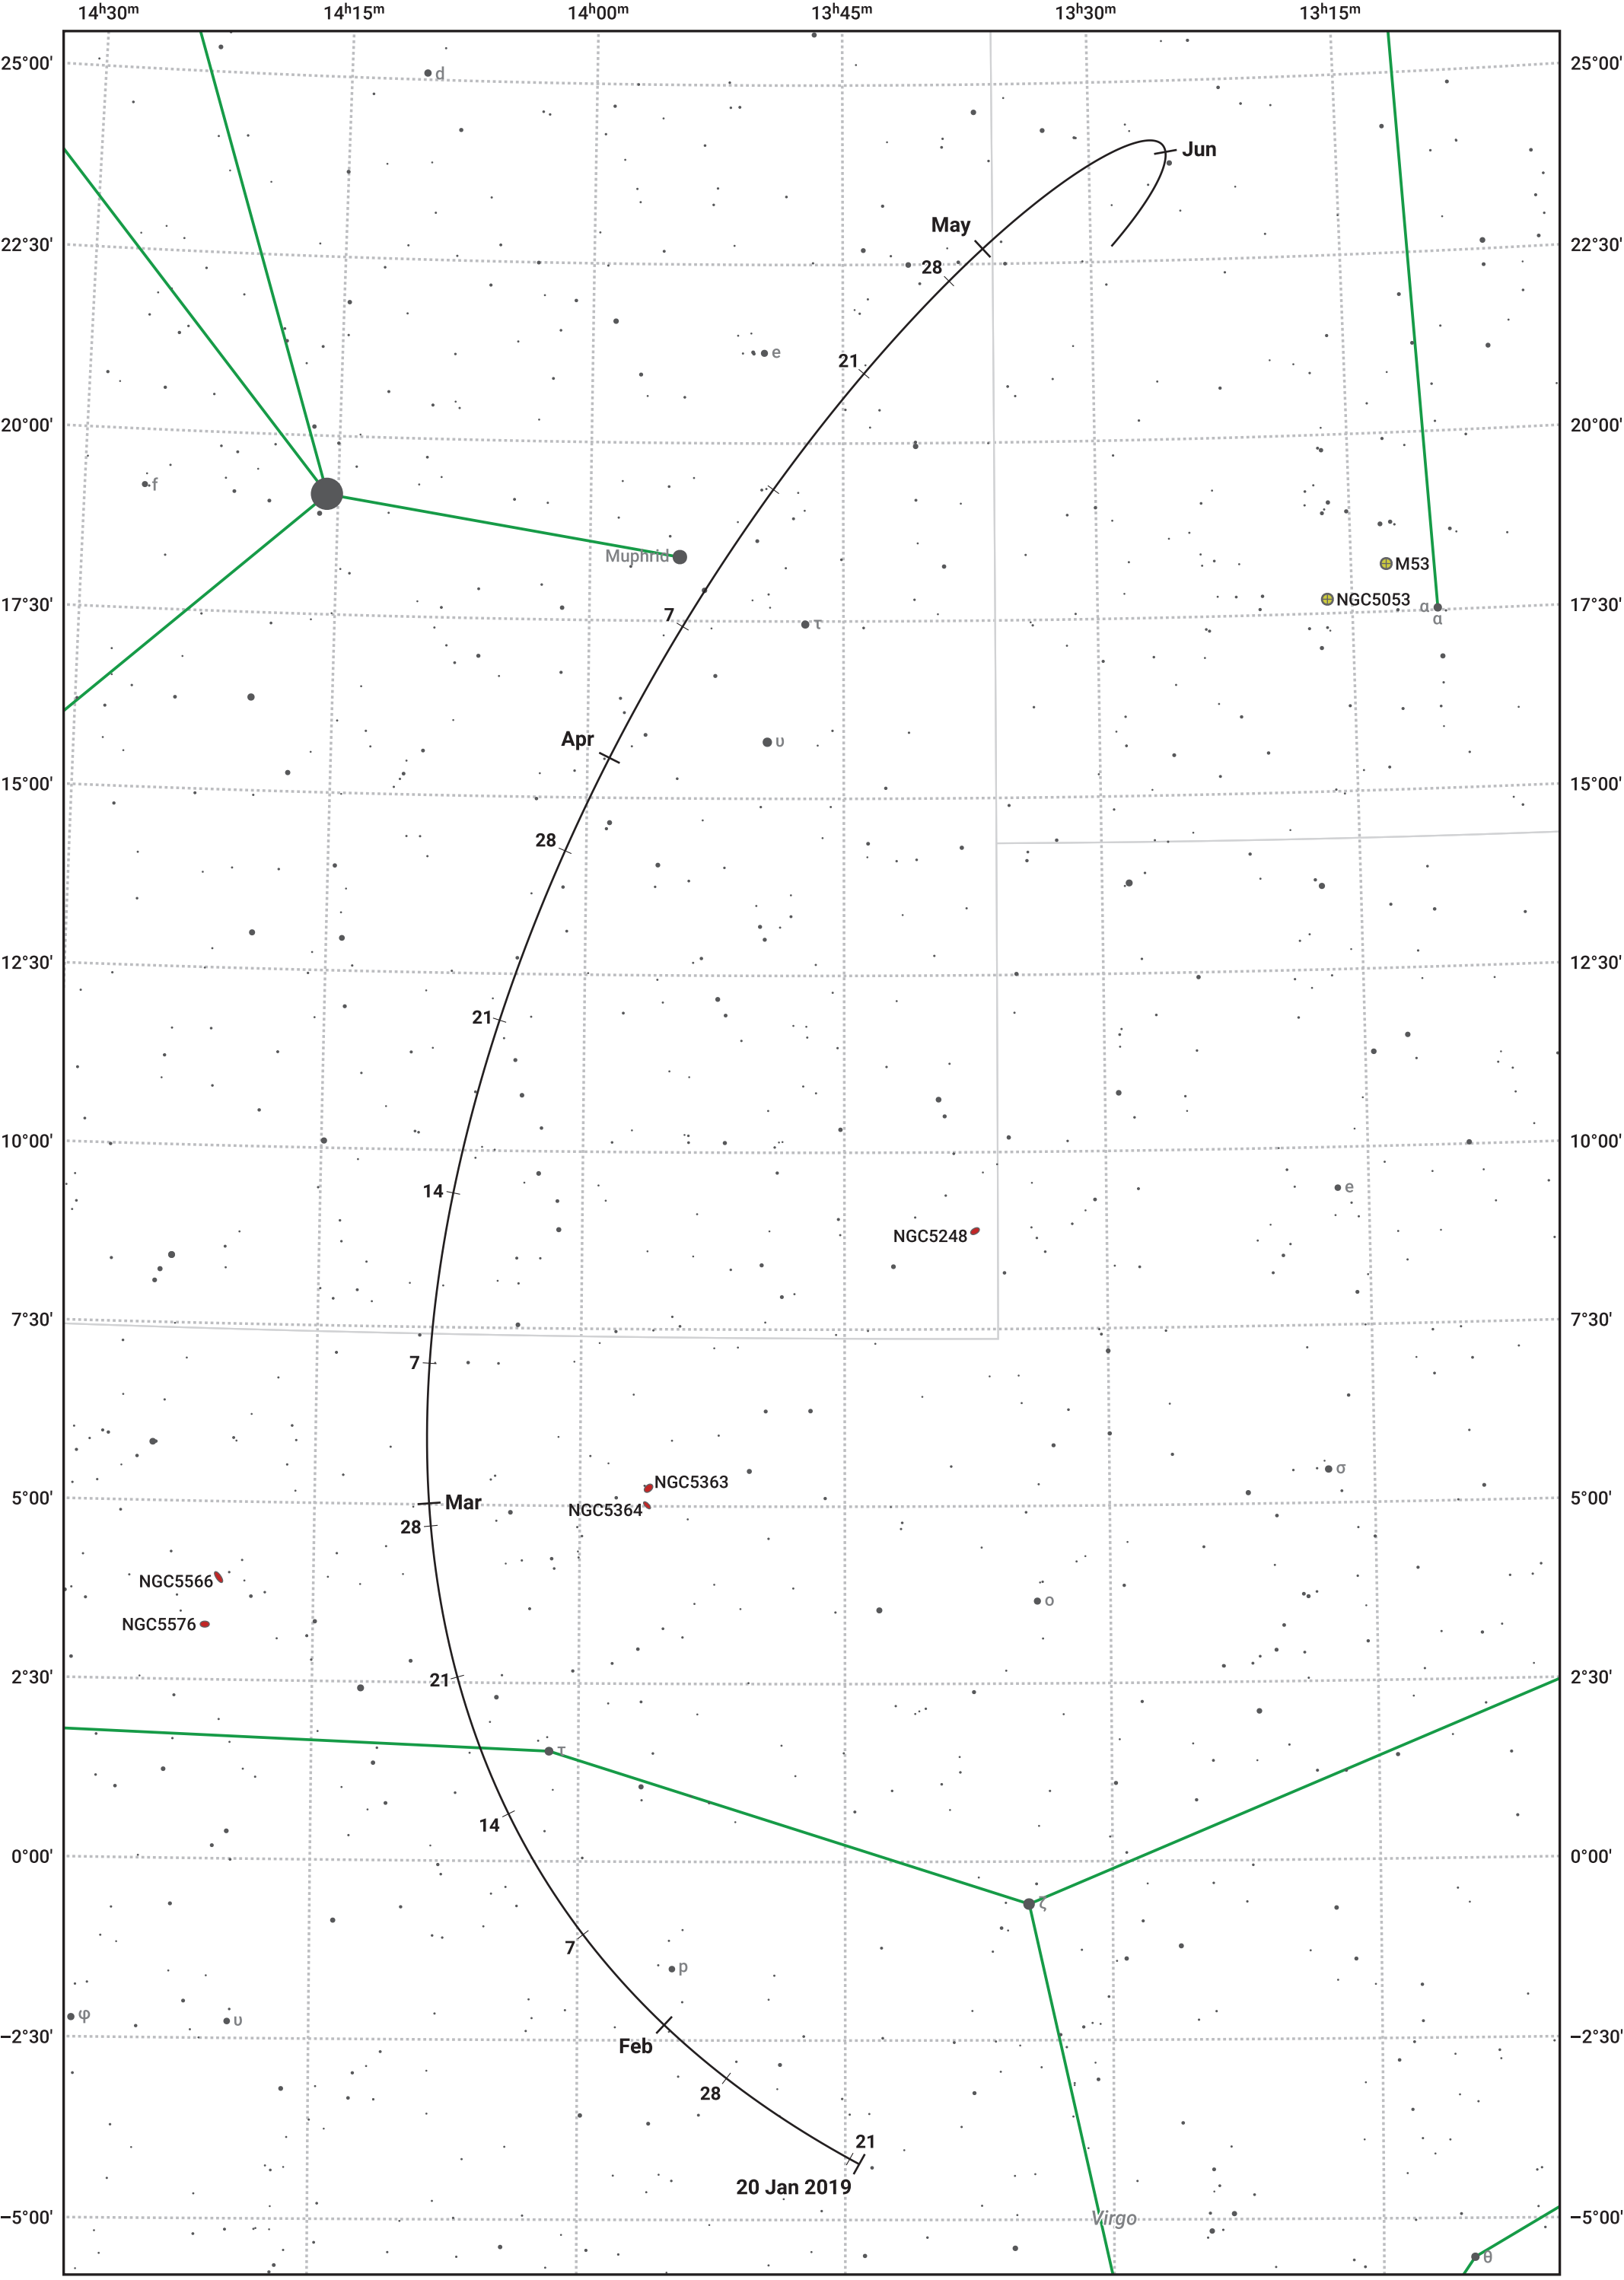 14ʰ30ᵐ 14ʰ15ᵐ 14ʰ00ᵐ 13ʰ45ᵐ 13ʰ30ᵐ 13ʰ15ᵐ
25°00' 25°00'
d
Jun
May
22°30' 22°30'
28
e
21
20°00' 20°00'
f
Muphrid
M53
NGC5053
17°30' 17°30'
α
α
7
τ
Apr
υ
15°00' 15°00'
28
12°30' 12°30'
21
10°00' 10°00'
14
e
NGC5248
7°30' 7°30'
7
σ
NGC5363
5°00' 5°00'
Mar
NGC5364
28
NGC5566
ο
NGC5576
2°30' 2°30'
21
τ
14
0°00' 0°00'
ζ
7
p
φ
υ
−2°30' −2°30'
Feb
28
21
20 Jan 2019
−5°00' −5°00'
Virgo
θ